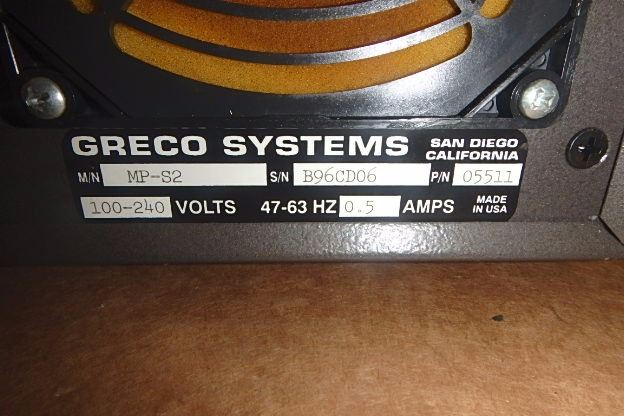 GRECO SYSTEMS SAN DIEGO CALIFORNIA
M/N MP-S2 S/N B96CD06 P/N 05511
100-240 VOLTS 47-63 HZ 0.5 AMPS MADE IN USA